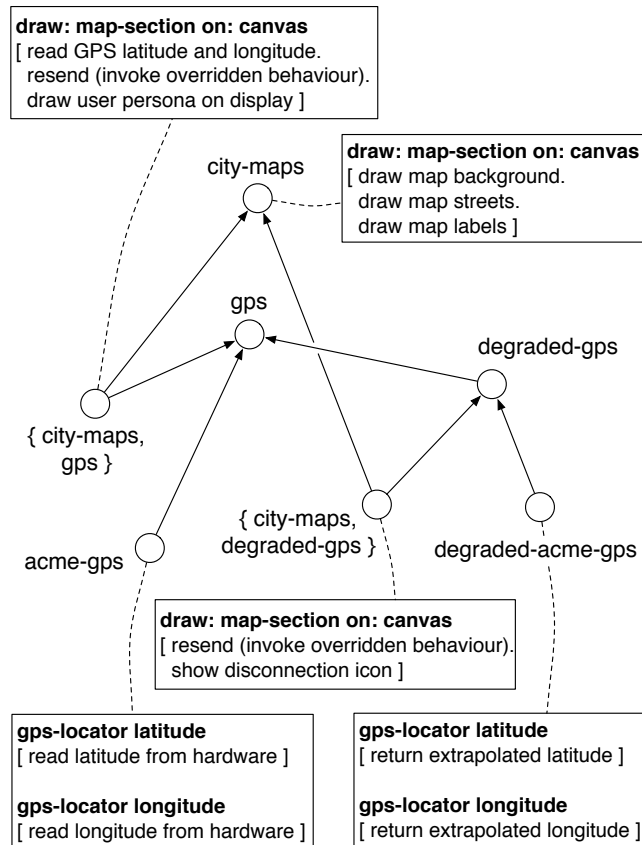 draw: map-section on: canvas
[ read GPS latitude and longitude.
resend (invoke overridden behaviour).
draw user persona on display ]
city-maps
draw: map-section on: canvas
[ draw map background.
draw map streets.
draw map labels ]
gps
degraded-gps
{ city-maps,
gps }
{ city-maps,
degraded-gps }
acme-gps
degraded-acme-gps
draw: map-section on: canvas
[ resend (invoke overridden behaviour).
show disconnection icon ]
gps-locator latitude
[ read latitude from hardware ]
gps-locator longitude
[ read longitude from hardware ]
gps-locator latitude
[ return extrapolated latitude ]
gps-locator longitude
[ return extrapolated longitude ]